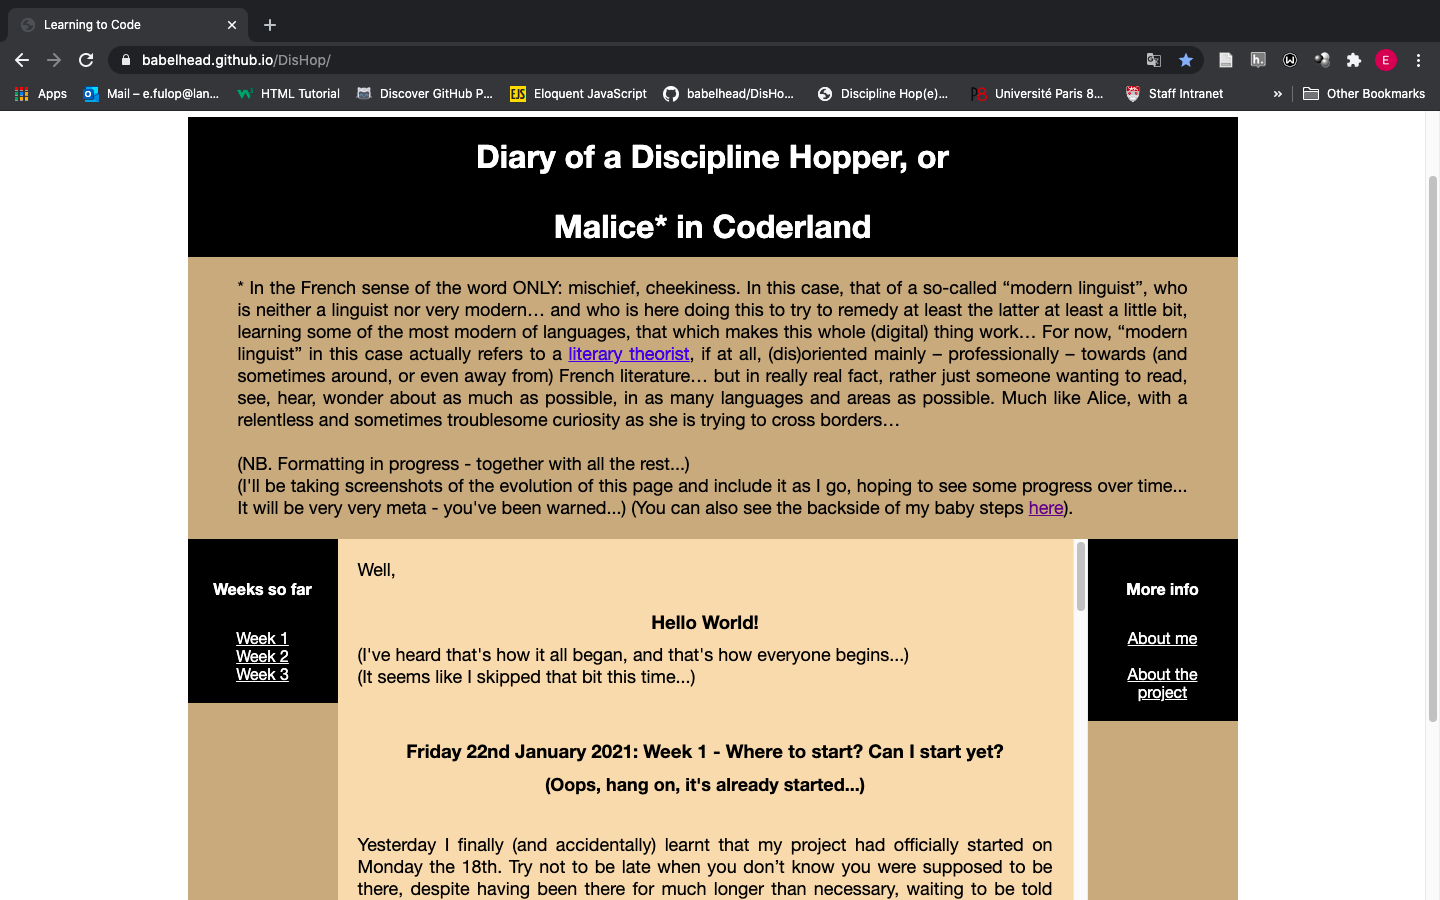 Learning to Code
babelhead.github.io/DisHop/
Apps
Mail – e.fulop@lan...
HTML Tutorial
Discover GitHub P...
EJS
Eloquent JavaScript
babelhead/DisHo...
Discipline Hop(e)...
P8
Université Paris 8...
Staff Intranet
»
Other Bookmarks
h.
E
Diary of a Discipline Hopper, or
Malice* in Coderland
* In the French sense of the word ONLY: mischief, cheekiness. In this case, that of a so-called “modern linguist”, who
is neither a linguist nor very modern… and who is here doing this to try to remedy at least the latter at least a little bit,
learning some of the most modern of languages, that which makes this whole (digital) thing work… For now, “modern
linguist” in this case actually refers to a literary theorist, if at all, (dis)oriented mainly – professionally – towards (and
sometimes around, or even away from) French literature… but in really real fact, rather just someone wanting to read,
see, hear, wonder about as much as possible, in as many languages and areas as possible. Much like Alice, with a
relentless and sometimes troublesome curiosity as she is trying to cross borders…
(NB. Formatting in progress - together with all the rest...)
(I'll be taking screenshots of the evolution of this page and include it as I go, hoping to see some progress over time...
It will be very very meta - you've been warned...) (You can also see the backside of my baby steps here).
Weeks so far
Week 1
Week 2
Week 3
Well,
Hello World!
(I've heard that's how it all began, and that's how everyone begins...)
(It seems like I skipped that bit this time...)
Friday 22nd January 2021: Week 1 - Where to start? Can I start yet?
(Oops, hang on, it's already started...)
Yesterday I finally (and accidentally) learnt that my project had officially started on
Monday the 18th. Try not to be late when you don’t know you were supposed to be
there, despite having been there for much longer than necessary, waiting to be told
More info
About me
About the
project